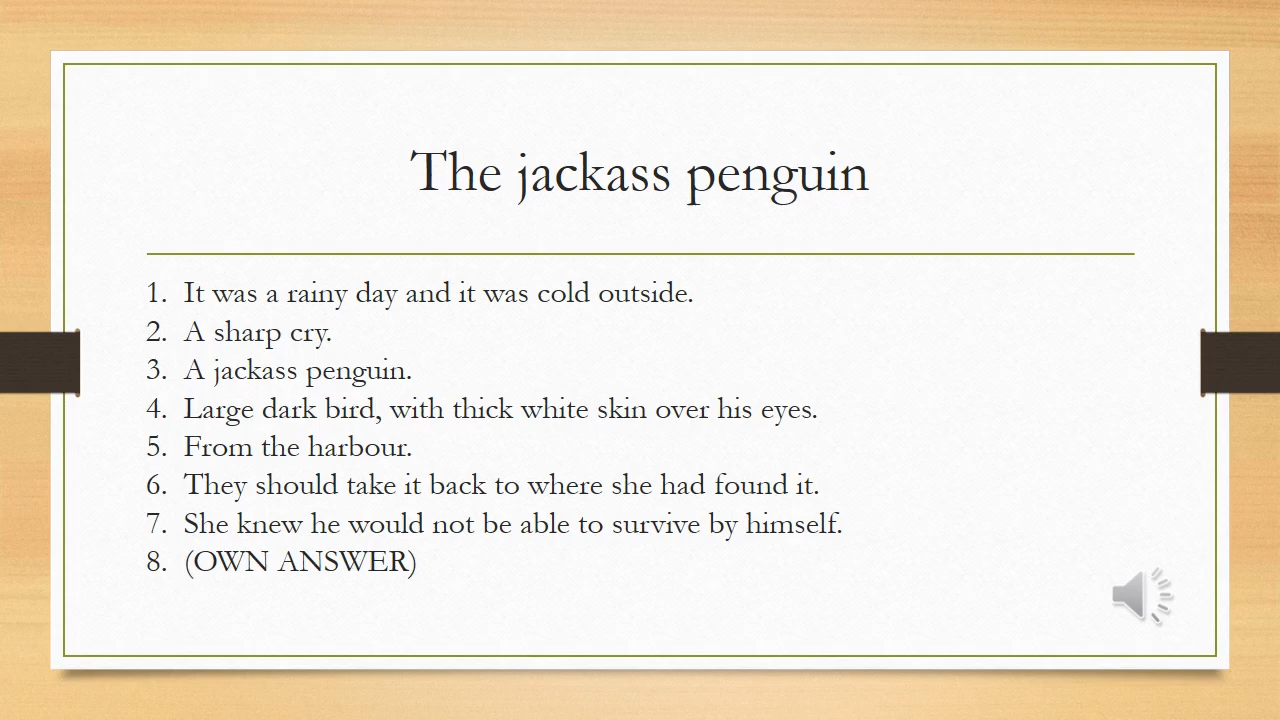 The jackass penguin
1. It was a rainy day and it was cold outside.
2. A sharp cry.
3. A jackass penguin.
4. Large dark bird, with thick white skin over his eyes.
5. From the harbour.
6. They should take it back to where she had found it.
7. She knew he would not be able to survive by himself.
8. (OWN ANSWER)